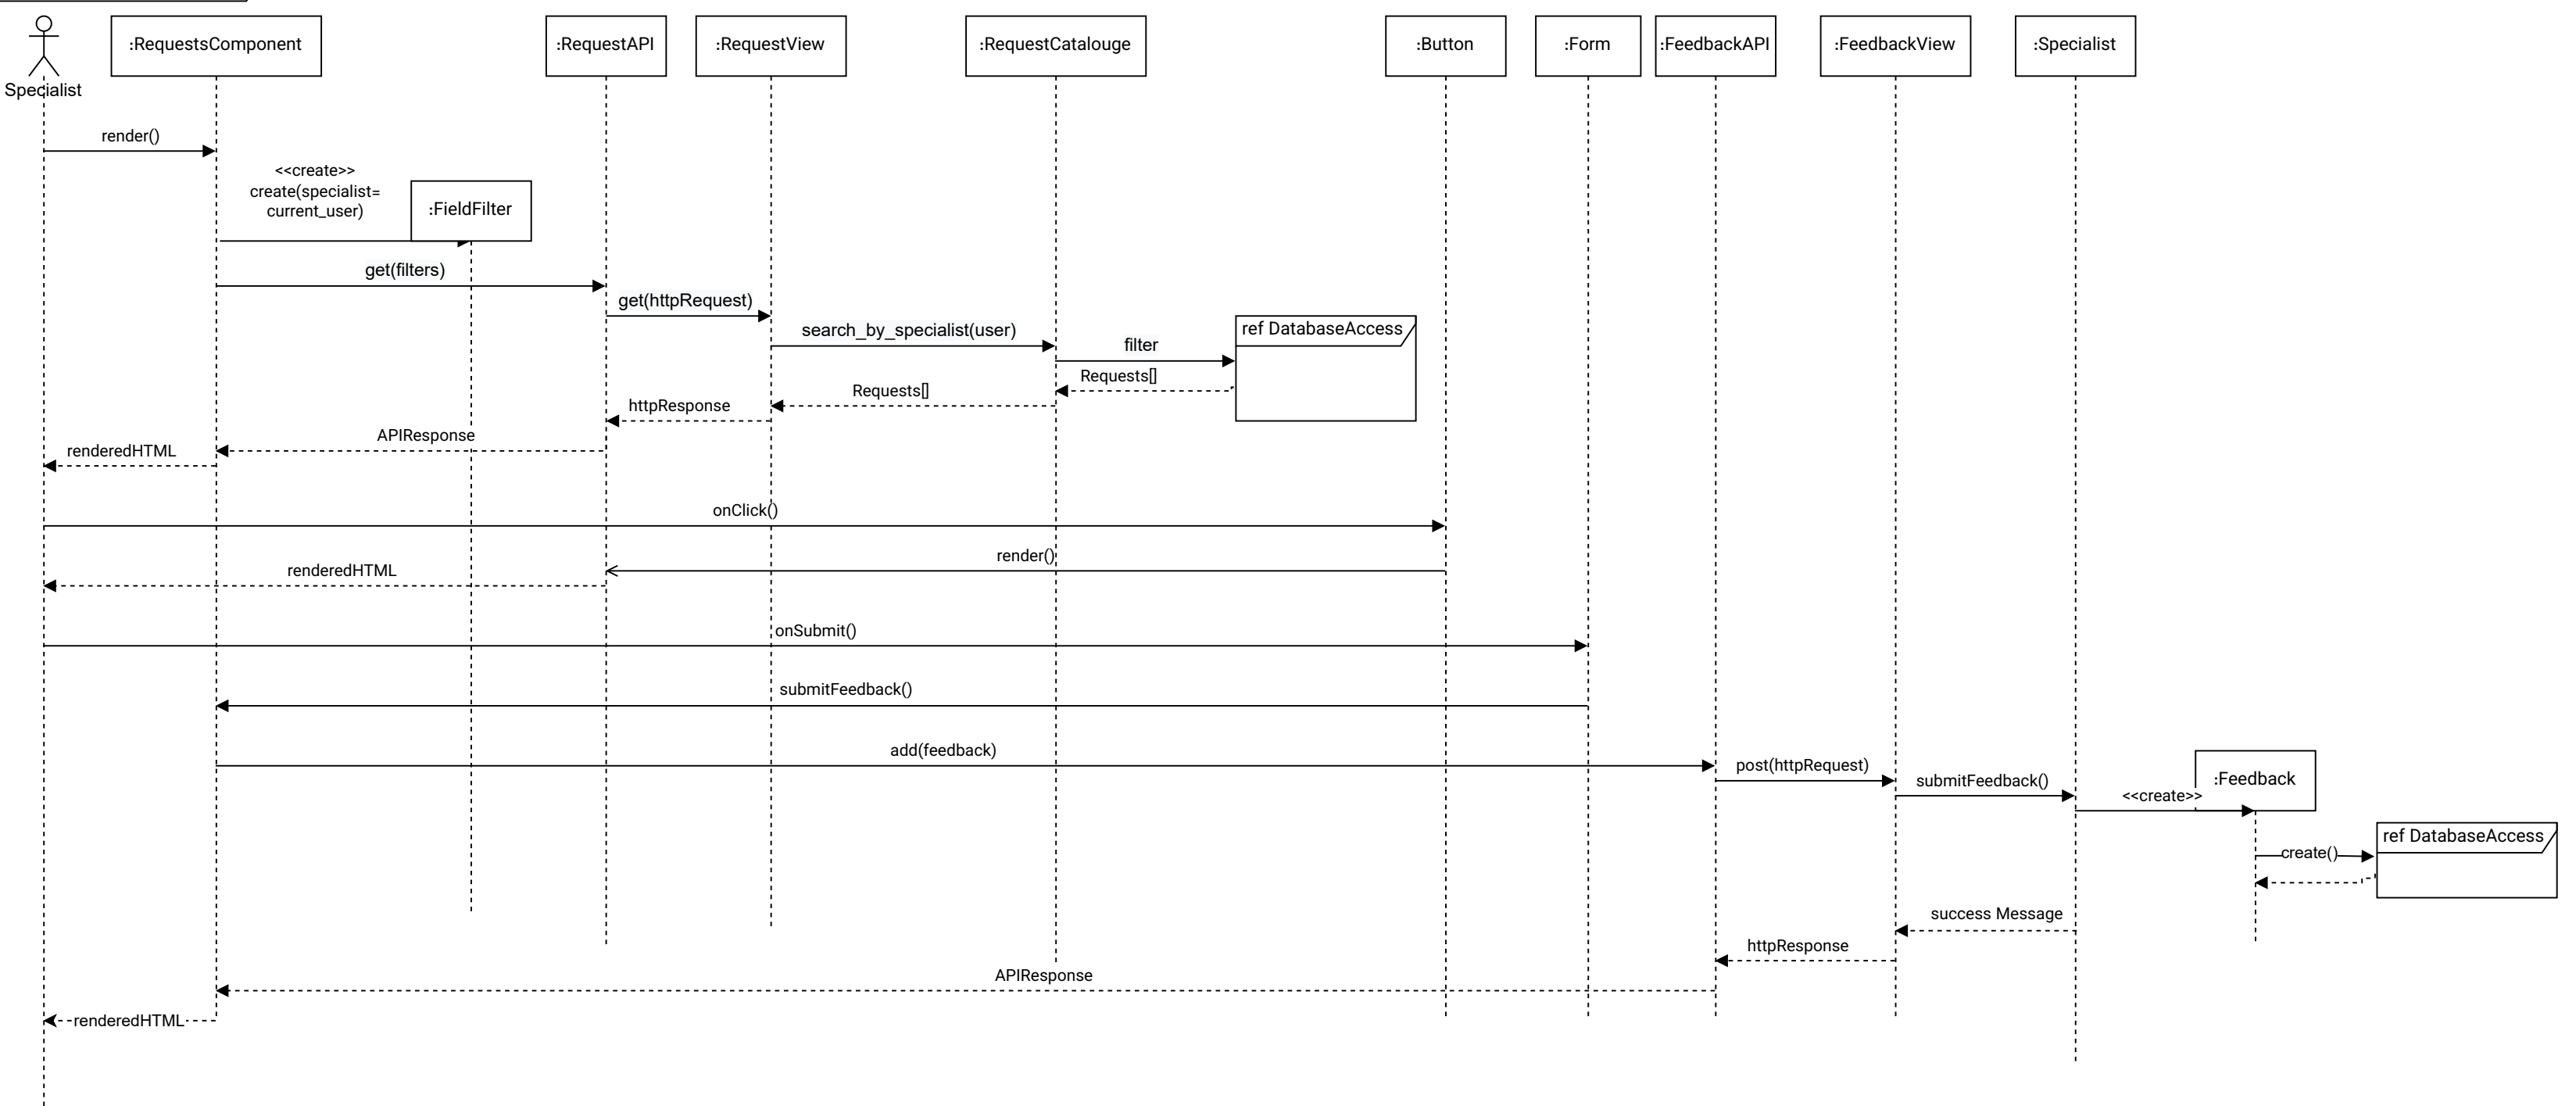 :RequestsComponent
:RequestAPI
:RequestView
:RequestCatalouge
:Button
:Form
:FeedbackAPI
:FeedbackView
:Specialist
Specialist
render()
<<create>>
create(specialist=
current_user)
:FieldFilter
get(filters)
get(httpRequest)
search_by_specialist(user)
filter
ref DatabaseAccess
Requests[]
Requests[]
httpResponse
APIResponse
renderedHTML
onClick()
render()
renderedHTML
onSubmit()
submitFeedback()
add(feedback)
post(httpRequest)
submitFeedback()
<<create>>
:Feedback
ref DatabaseAccess
create()
success Message
httpResponse
APIResponse
renderedHTML